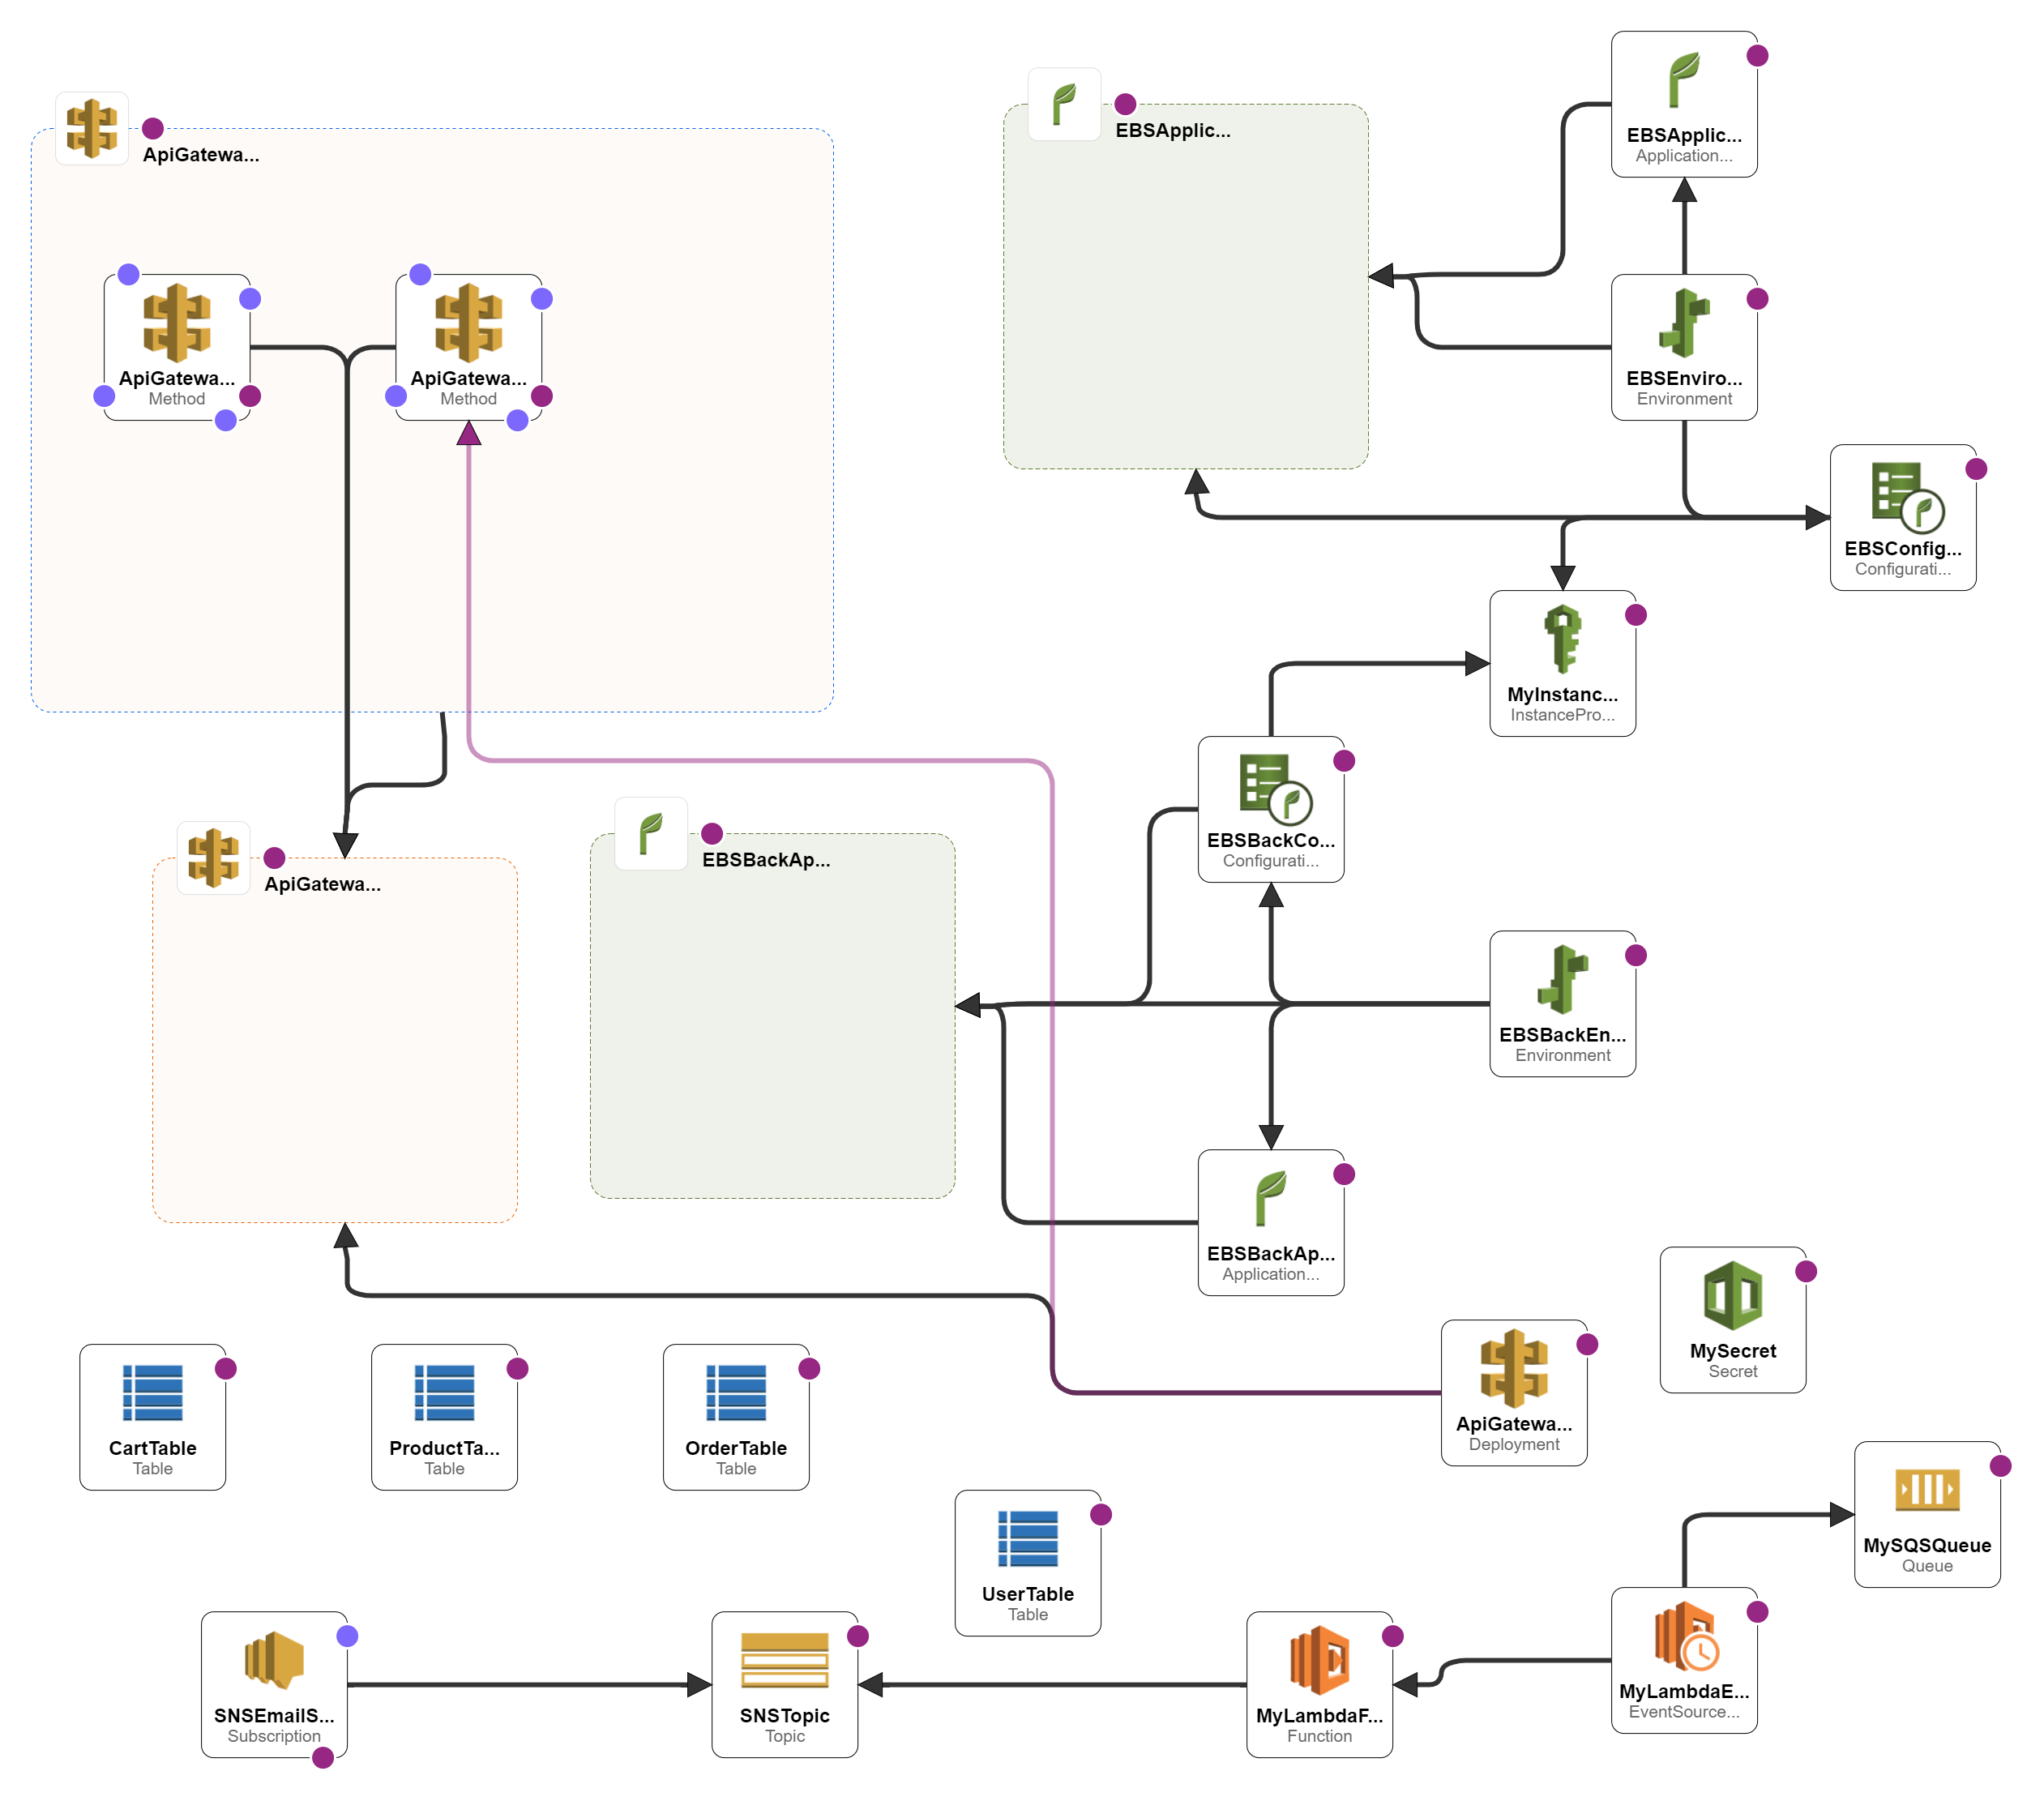 EBSApplic...
Application...
EBSApplic...
ApiGatewa...
ApiGatewa...
Method
ApiGatewa...
Method
EBSEnviro...
Environment
EBSConfig...
Configurati...
MyInstanc...
InstancePro...
EBSBackCo...
Configurati...
EBSBackAp...
ApiGatewa...
EBSBackEn...
Environment
EBSBackAp...
Application...
MySecret
Secret
ApiGatewa...
Deployment
CartTable
Table
ProductTa...
Table
OrderTable
Table
MySQSQueue
Queue
UserTable
Table
MyLambdaE...
EventSource...
SNSEmailS...
Subscription
SNSTopic
Topic
MyLambdaF...
Function